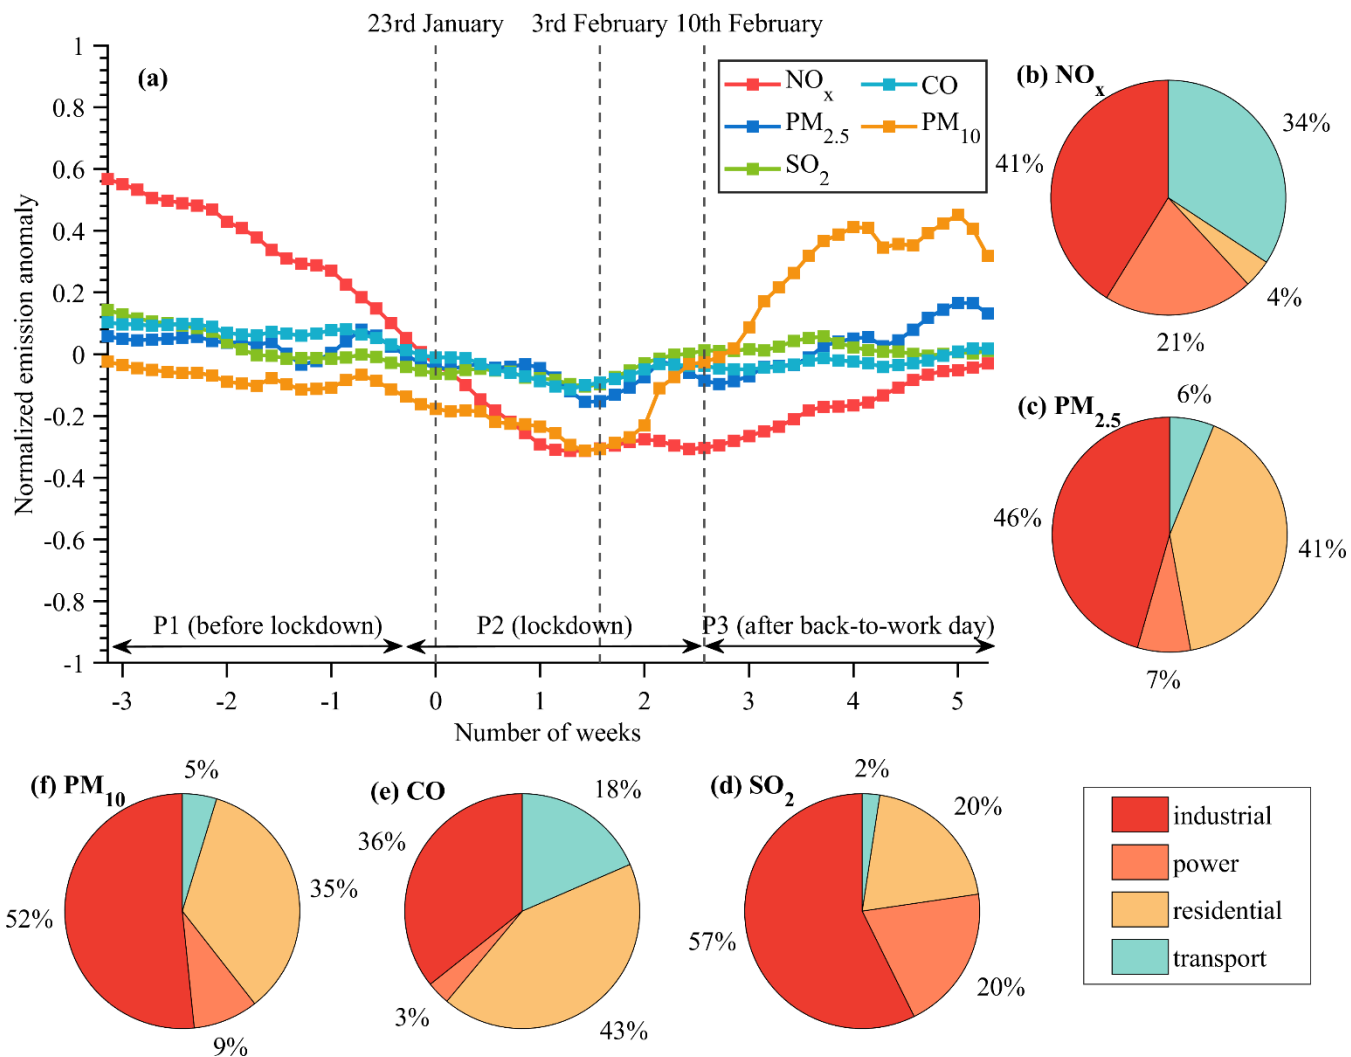 23rd January 3rd February 10th February
(a)
1
0.8
0.6
0.4
0.2
0
-0.2
-0.4
-0.6
-0.8
-1
Normalized emission anomaly
NOx CO
PM2.5 PM10
SO2
P1 (before lockdown) P2 (lockdown) P3 (after back-to-work day)
-3 -2 -1 0 1 2 3 4 5
Number of weeks
(b) NOx
34%
41%
4%
21%
(c) PM2.5
6%
46%
41%
7%
(f) PM10
5%
35%
52%
9%
(e) CO
18%
36%
3%
43%
(d) SO2
2%
20%
57%
20%
industrial
power
residential
transport